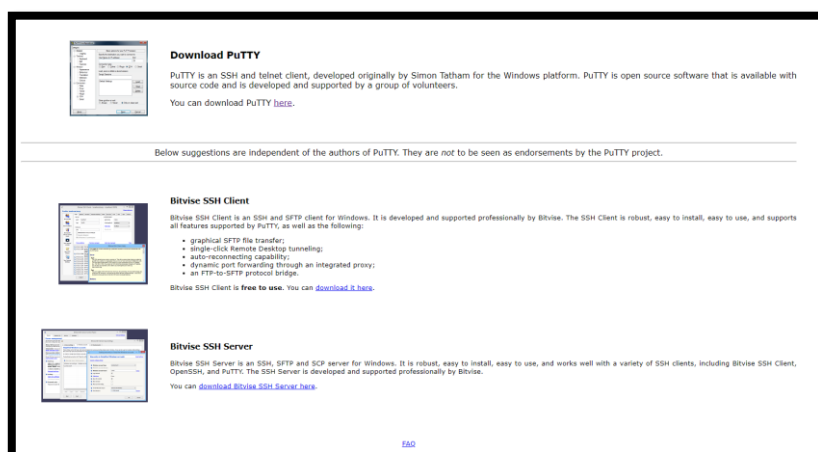 Download PuTTY
PuTTY is an SSH and telnet client, developed originally by Simon Tatham for the Windows platform. PuTTY is open source software that is available with
source code and is developed and supported by a group of volunteers.
You can download PuTTY here.
Below suggestions are independent of the authors of PuTTY. They are not to be seen as endorsements by the PuTTY project.
Bitvise SSH Client
Bitvise SSH Client is an SSH and SFTP client for Windows. It is developed and supported professionally by Bitvise. The SSH Client is robust, easy to install, easy to use, and supports
all features supported by PuTTY, as well as the following:
• graphical SFTP file transfer;
• single-click Remote Desktop tunneling;
• auto-reconnecting capability;
• dynamic port forwarding through an integrated proxy;
• an FTP-to-SFTP protocol bridge.
Bitvise SSH Client is free to use. You can download it here.
Bitvise SSH Server
Bitvise SSH Server is an SSH, SFTP and SCP server for Windows. It is robust, easy to install, easy to use, and works well with a variety of SSH clients, including Bitvise SSH Client,
OpenSSH, and PuTTY. The SSH Server is developed and supported professionally by Bitvise.
You can download Bitvise SSH Server here.
FAQ